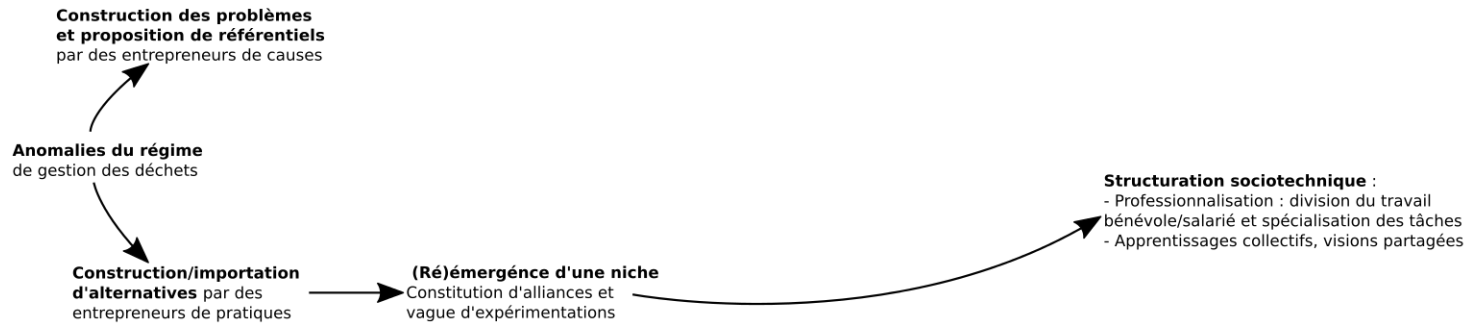 Construction des problèmes
et proposition de référentiels
par des entrepreneurs de causes
Anomalies du régime
de gestion des déchets
Construction/importation
d'alternatives par des
entrepreneurs de pratiques
(Ré)émergénce d'une niche
Constitution d'alliances et
vague d'expérimentations
Structuration sociotechnique :
- Professionnalisation : division du travail
bénévole/salarié et spécialisation des tâches
- Apprentissages collectifs, visions partagées